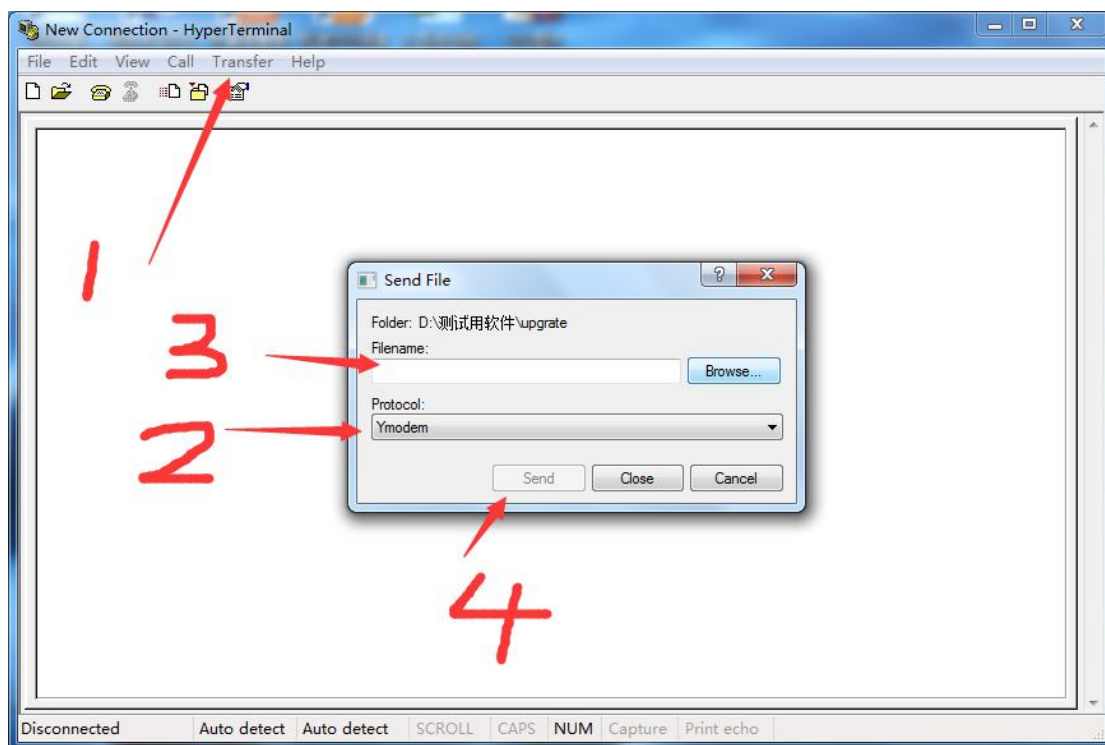 New Connection - HyperTerminal
File Edit View Call Transfer Help
1
Send File
Folder: D:\测试用软件\upgrate
Filename:
3
Browse...
Protocol:
2
Ymodem
Send Close Cancel
4
Disconnected Auto detect Auto detect SCROLL CAPS NUM Capture Print echo